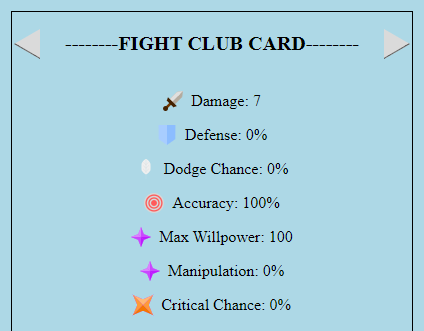 --------FIGHT CLUB CARD--------
Damage: 7
Defense: 0%
Dodge Chance: 0%
Accuracy: 100%
Max Willpower: 100
Manipulation: 0%
Critical Chance: 0%